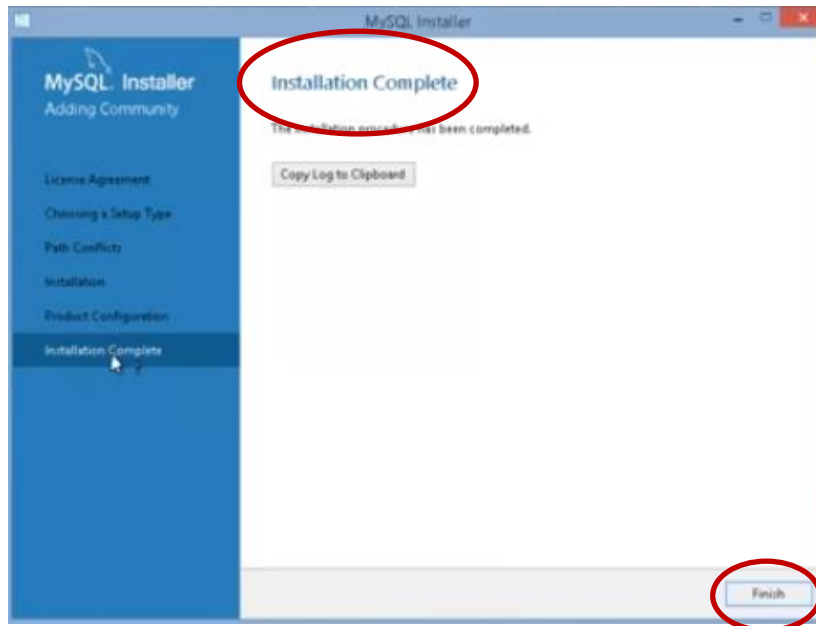 MySQL Installer
MySQL. Installer
Adding Community
License Agreement
Choosing a Setup Type
Path Conflicts
Installation
Product Configuration
Installation Complete
Installation Complete
The installation procedure has been completed.
Copy Log to Clipboard
Finish